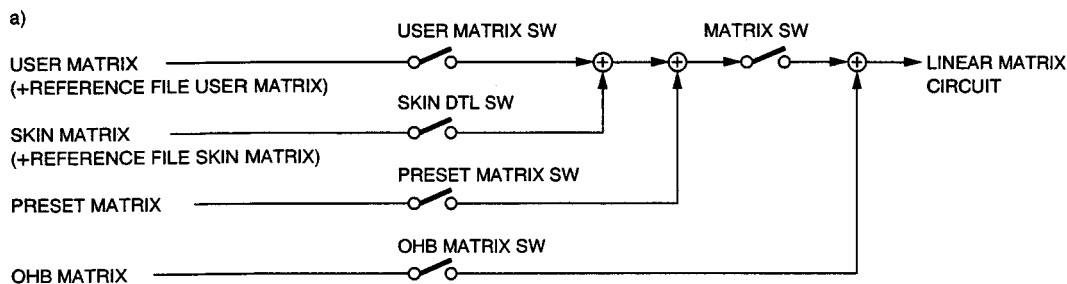 a)
USER MATRIX SW
MATRIX SW
USER MATRIX
(+REFERENCE FILE USER MATRIX)
LINEAR MATRIX
CIRCUIT
SKIN DTL SW
SKIN MATRIX
(+REFERENCE FILE SKIN MATRIX)
PRESET MATRIX SW
PRESET MATRIX
OHB MATRIX SW
OHB MATRIX